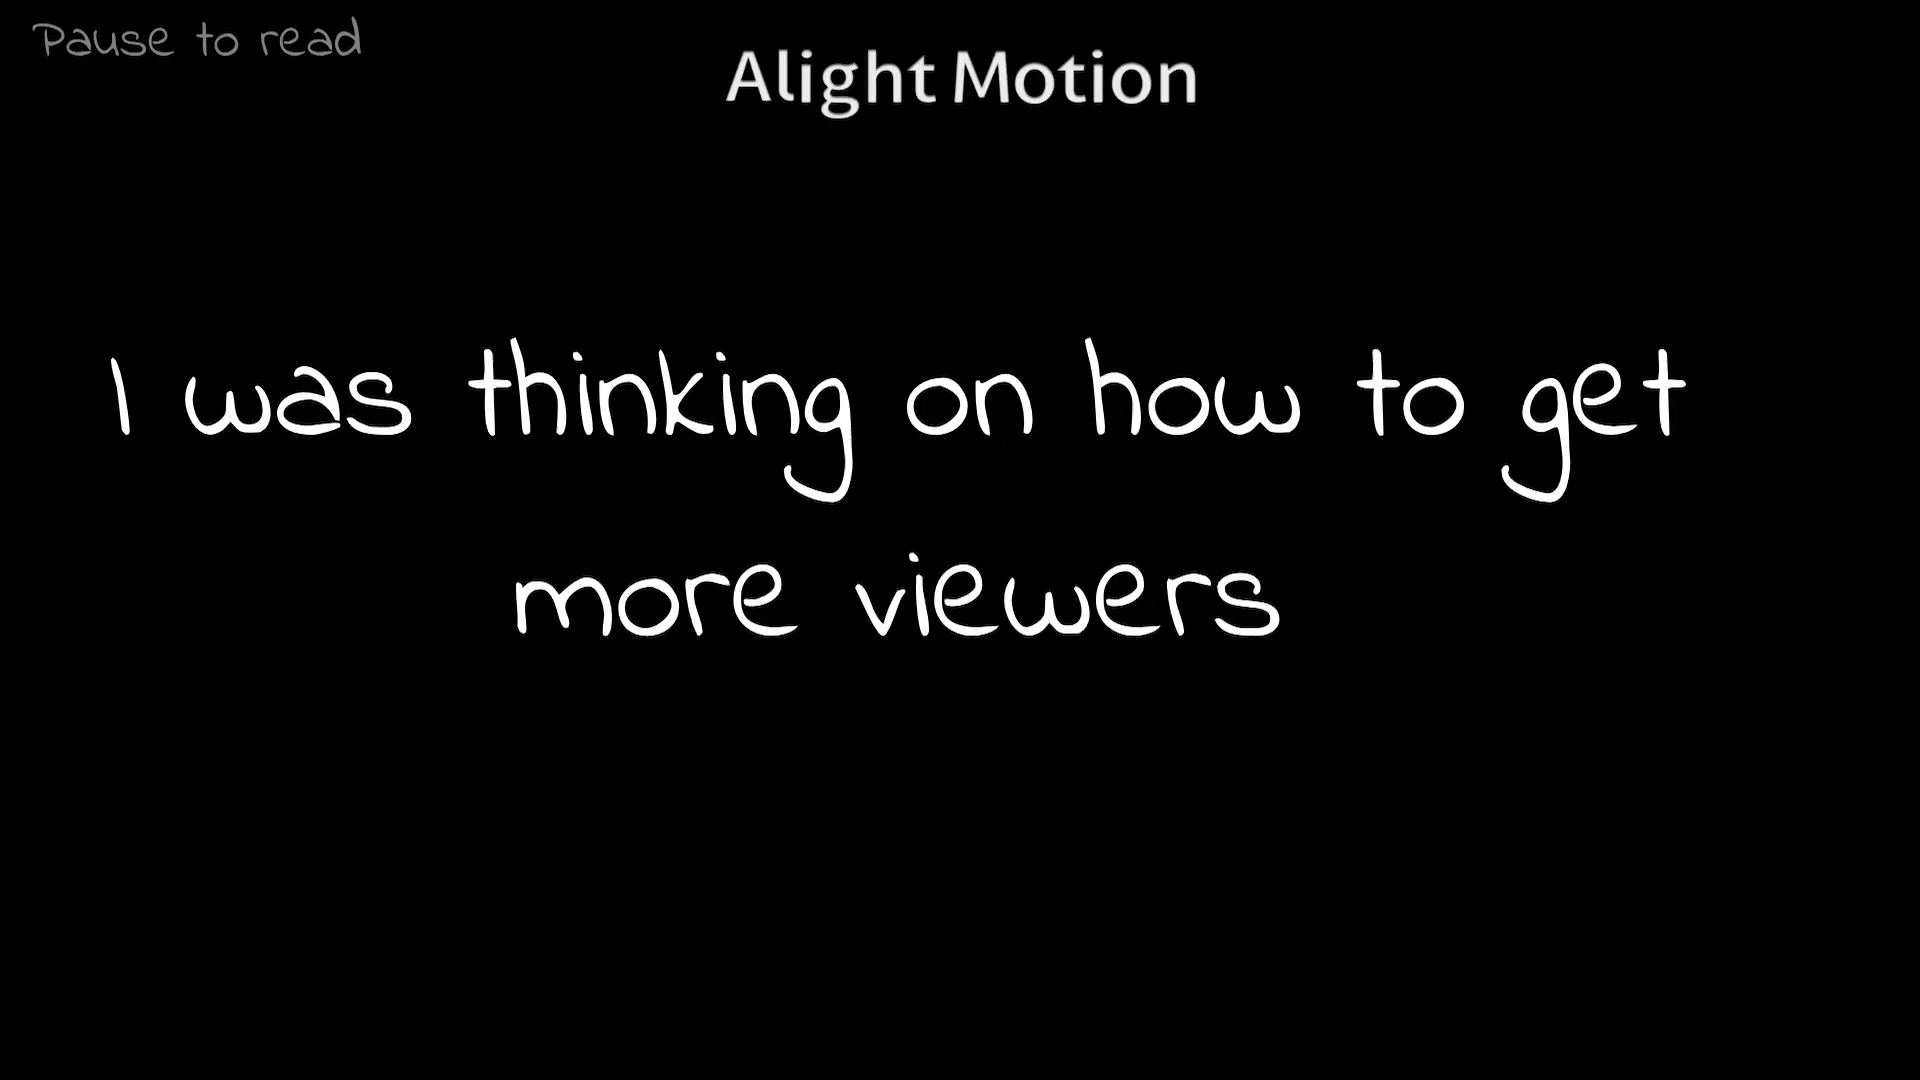 Pause to read
Alight Motion
I was thinking on how to get
more viewers